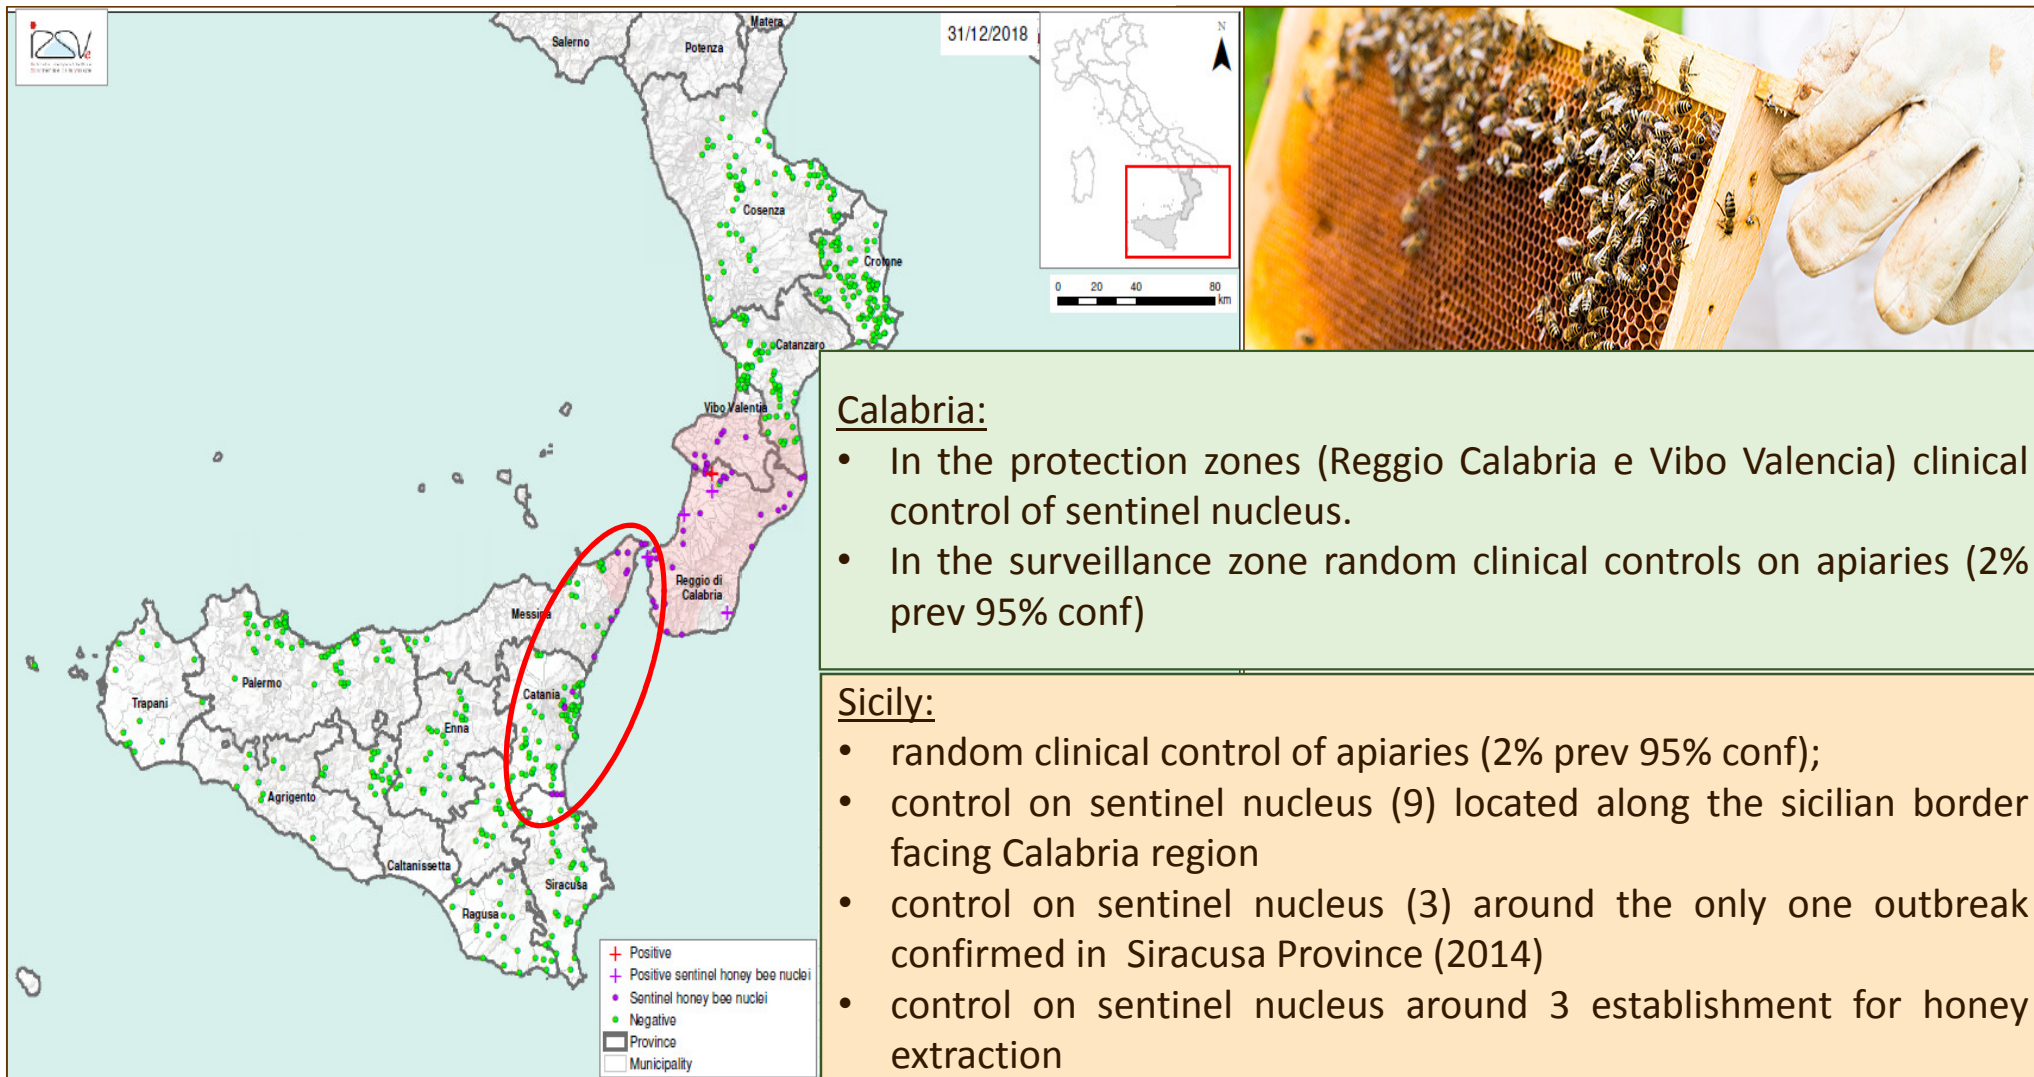 IZSVe
Salerno
Potenza
Matera
31/12/2018
N
0 20 40 80
km
Cosenza
Crotone
Catanzaro
Vibo Valentia
Reggio di
Calabria
Messina
Palermo
Trapani
Catania
Enna
Agrigento
Caltanissetta
Siracusa
Ragusa
Positive
Positive sentinel honey bee nuclei
Sentinel honey bee nuclei
Negative
Province
Municipality
Calabria:
• In the protection zones (Reggio Calabria e Vibo Valencia) clinical
control of sentinel nucleus.
• In the surveillance zone random clinical controls on apiaries (2%
prev 95% conf)
Sicily:
• random clinical control of apiaries (2% prev 95% conf);
• control on sentinel nucleus (9) located along the sicilian border
facing Calabria region
• control on sentinel nucleus (3) around the only one outbreak
confirmed in Siracusa Province (2014)
• control on sentinel nucleus around 3 establishment for honey
extraction